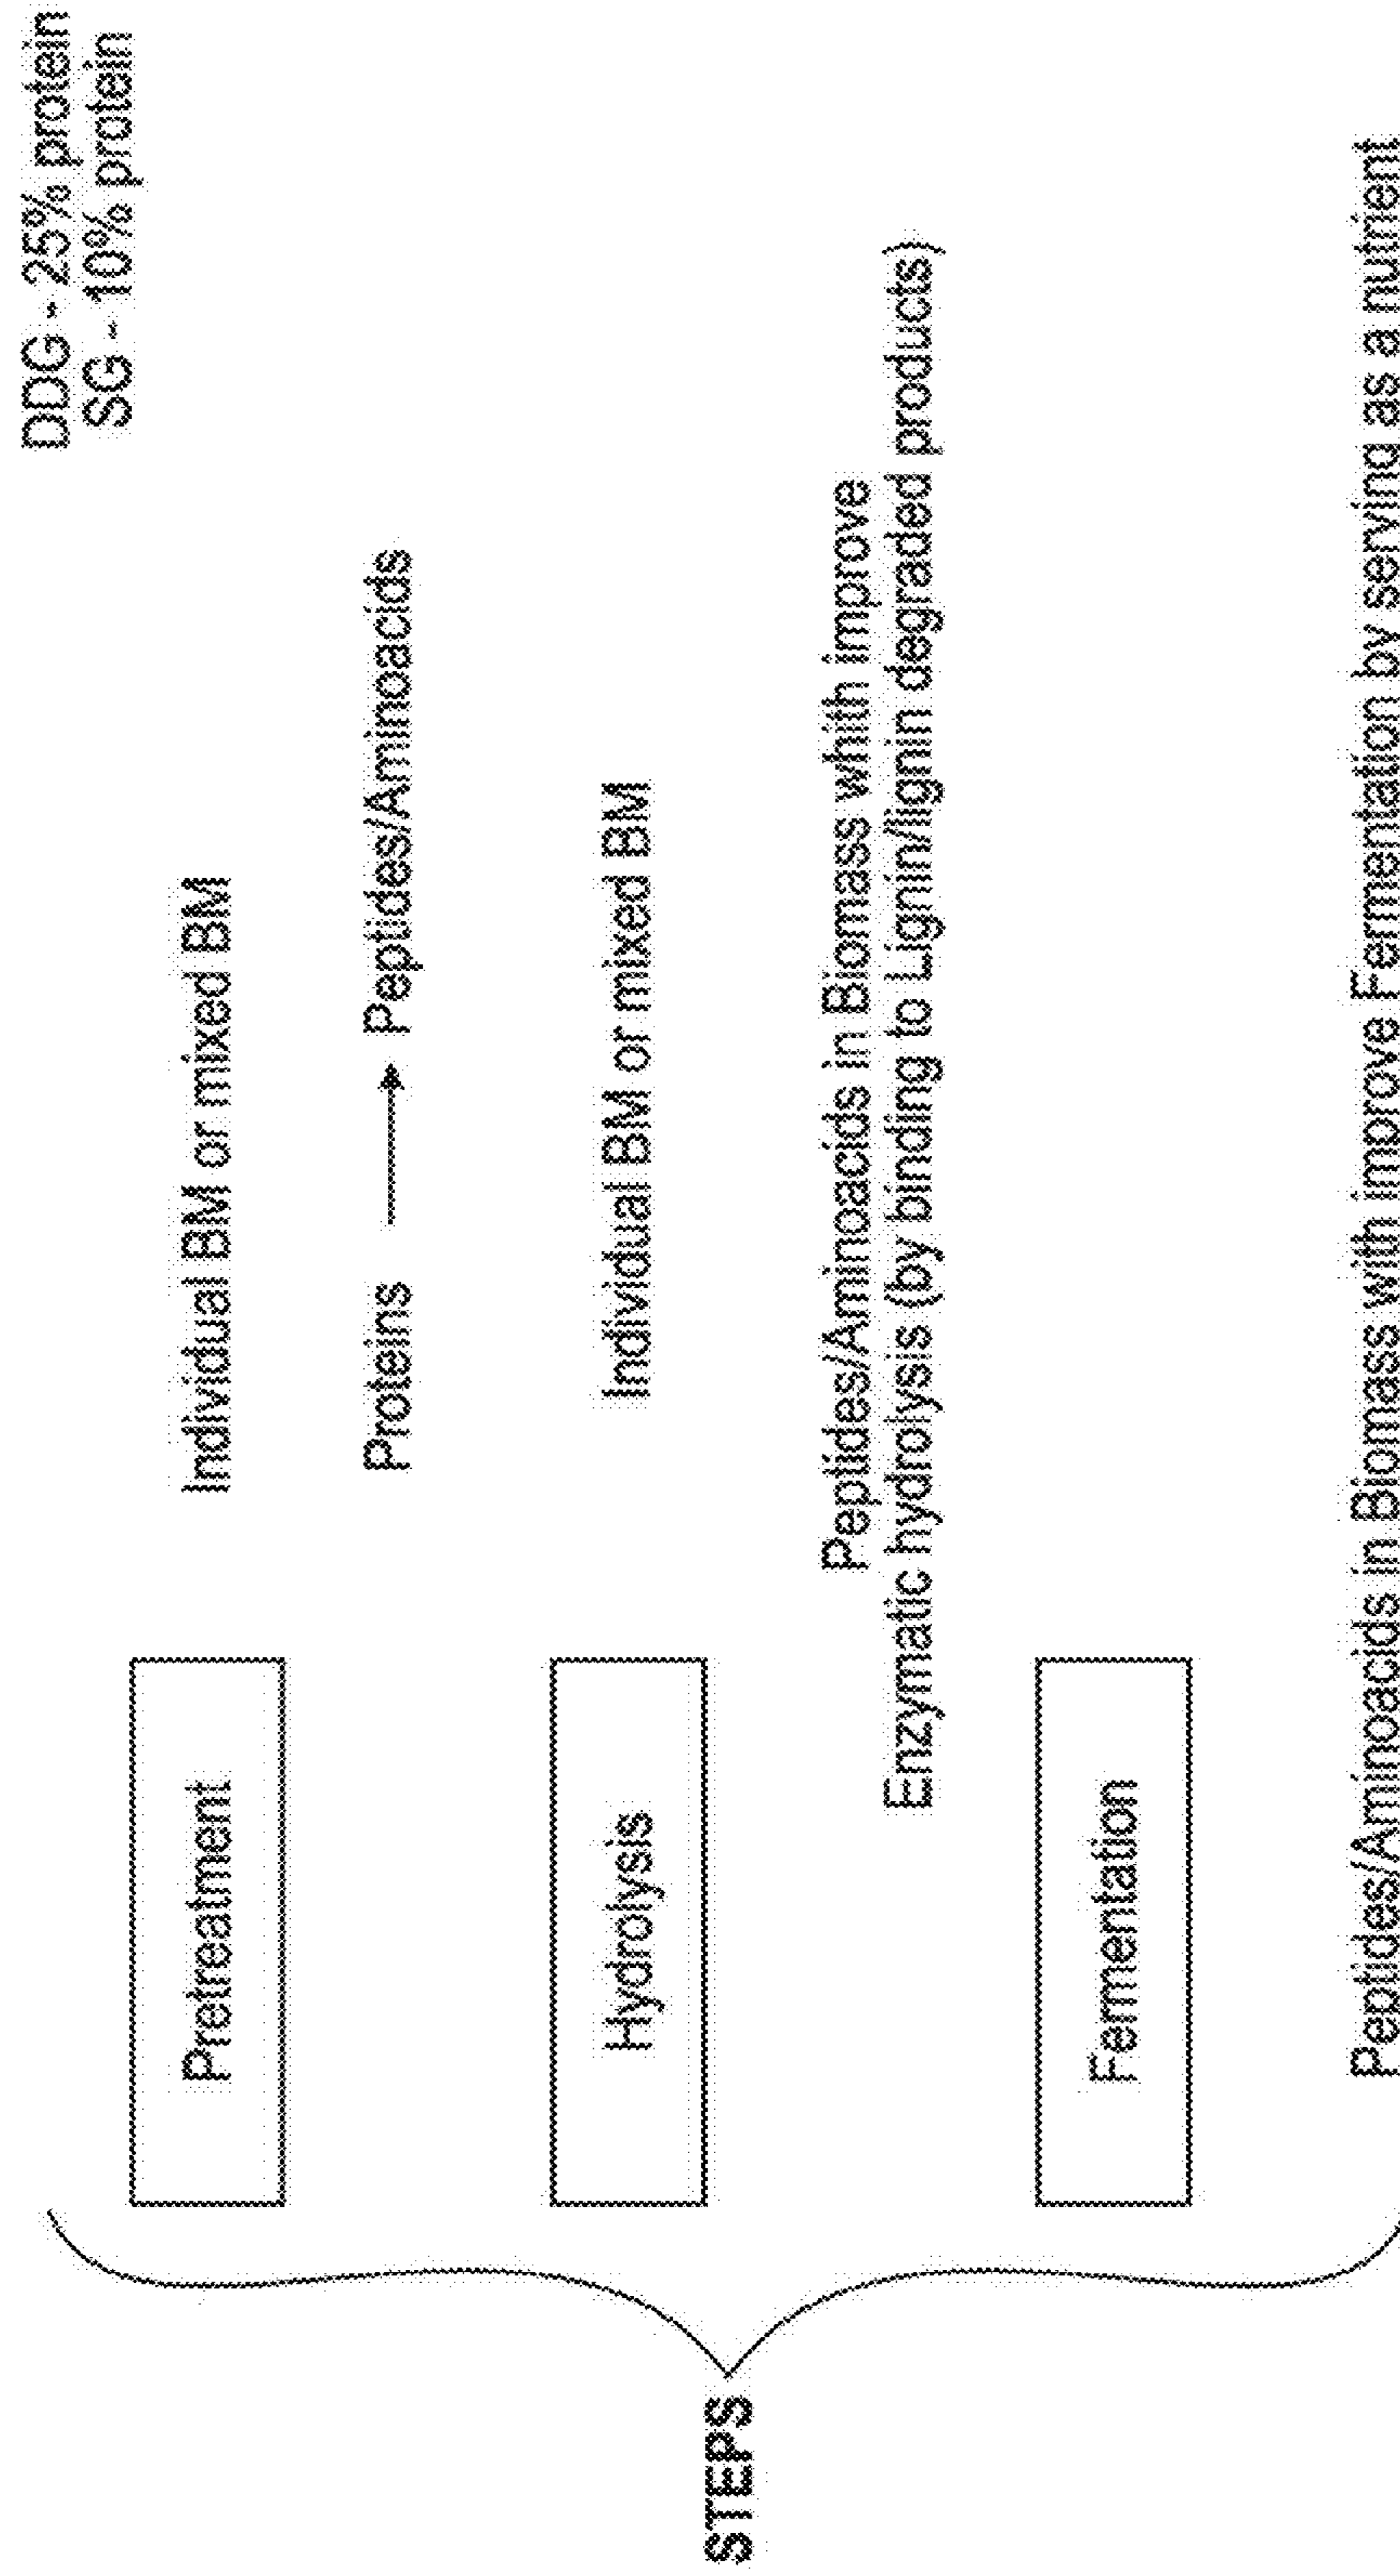 DDG - 25% protein
SG - 10% protein
Pretreatment
Individual BM or mixed BM
Proteins → Peptides/Aminoacids
Hydrolysis
Individual BM or mixed BM
Peptides/Aminoacids in Biomass whith improve
Enzymatic hydrolysis (by binding to Lignin/lignin degraded products)
STEPS
Fermentation
Peptides/Aminoacids in Biomass with improve Fermentation by serving as a nutrient